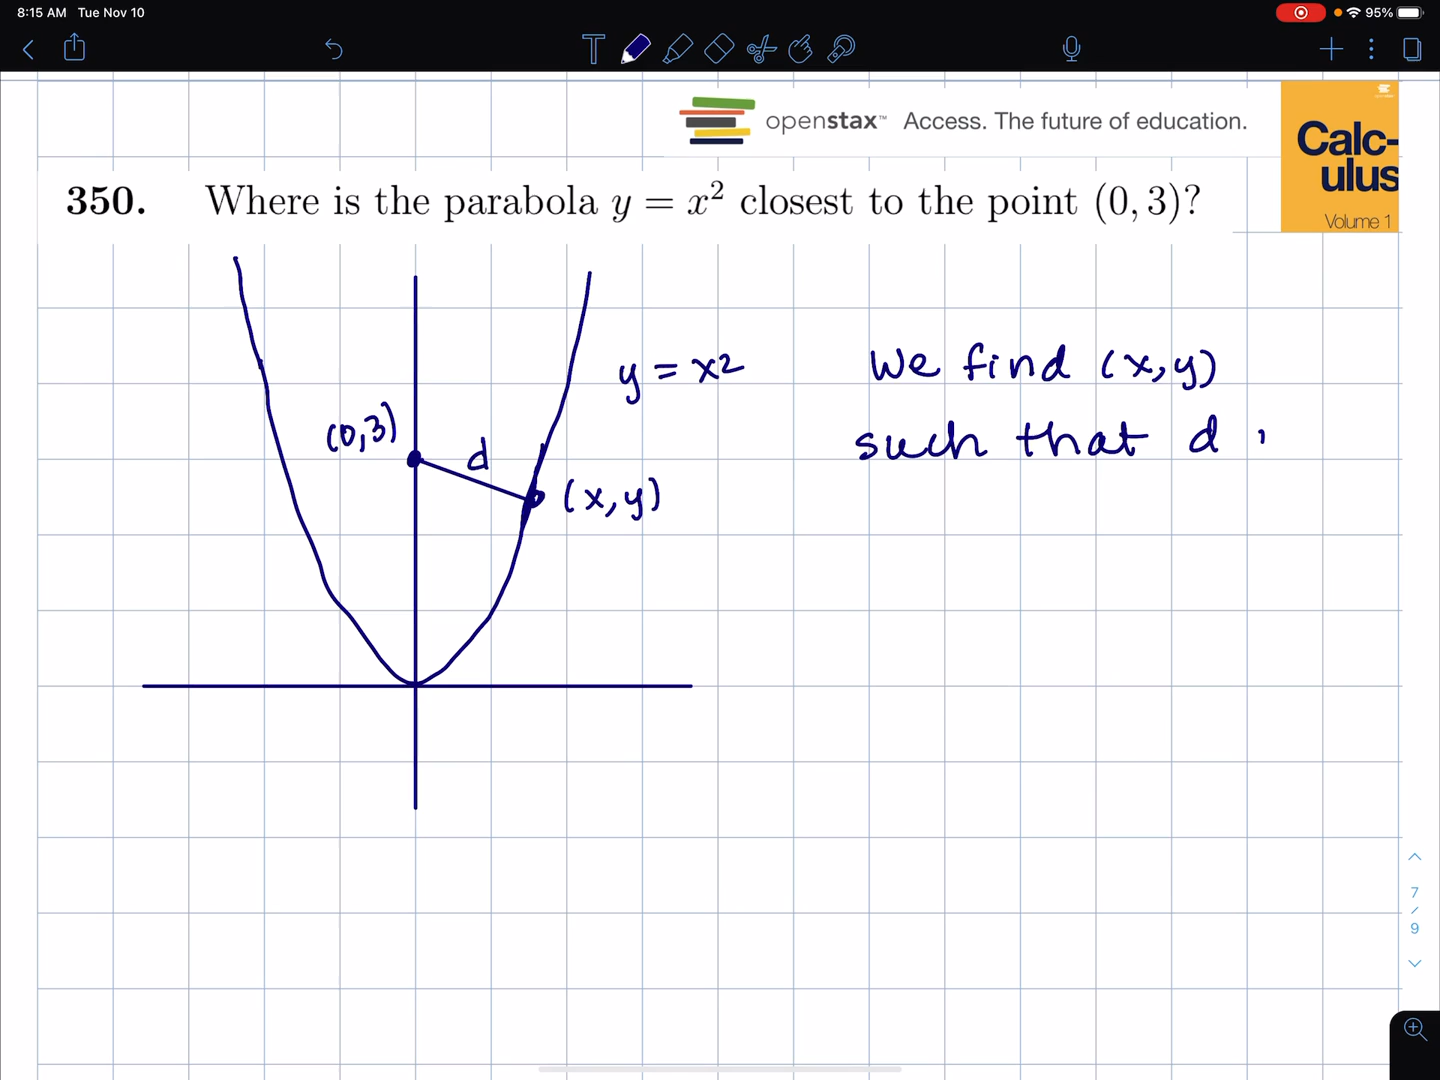 8:15 AM Tue Nov 10
95%
T
openstax™ Access. The future of education.
Calc-
ulus
Volume 1
350. Where is the parabola y = x² closest to the point (0, 3)?
y = x2
We find (x,y)
(0,3)
d
such that d
(x,y)
7
/
9